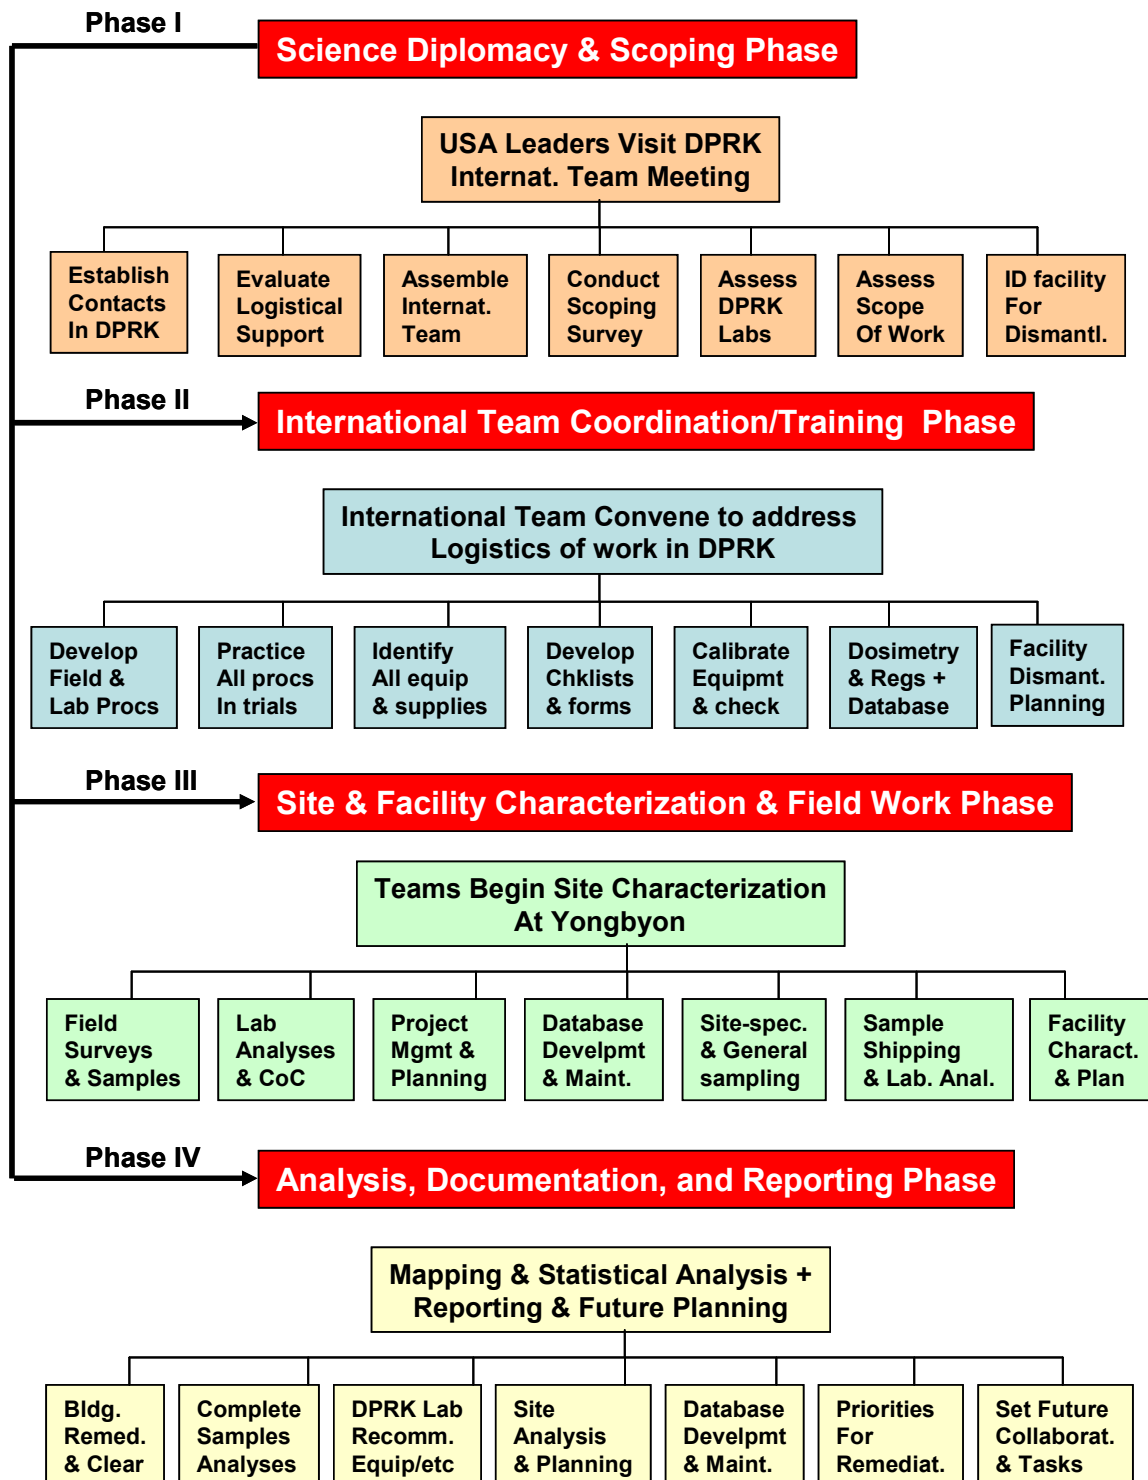 Phase I
Science Diplomacy & Scoping Phase
USA Leaders Visit DPRK
Internat. Team Meeting
Establish
Contacts
In DPRK
Evaluate
Logistical
Support
Assemble
Internat.
Team
Conduct
Scoping
Survey
Assess
DPRK
Labs
Assess
Scope
Of Work
ID facility
For
Dismantl.
Phase II
International Team Coordination/Training Phase
International Team Convene to address
Logistics of work in DPRK
Develop
Field &
Lab Procs
Practice
All procs
In trials
Identify
All equip
& supplies
Develop
Chklists
& forms
Calibrate
Equipmt
& check
Dosimetry
& Regs +
Database
Facility
Dismant.
Planning
Phase III
Site & Facility Characterization & Field Work Phase
Teams Begin Site Characterization
At Yongbyon
Field
Surveys
& Samples
Lab
Analyses
& CoC
Project
Mgmt &
Planning
Database
Develpmt
& Maint.
Site-spec.
& General
sampling
Sample
Shipping
& Lab. Anal.
Facility
Charact.
& Plan
Phase IV
Analysis, Documentation, and Reporting Phase
Mapping & Statistical Analysis +
Reporting & Future Planning
Bldg.
Remed.
& Clear
Complete
Samples
Analyses
DPRK Lab
Recomm.
Equip/etc
Site
Analysis
& Planning
Database
Develpmt
& Maint.
Priorities
For
Remediat.
Set Future
Collaborat.
& Tasks